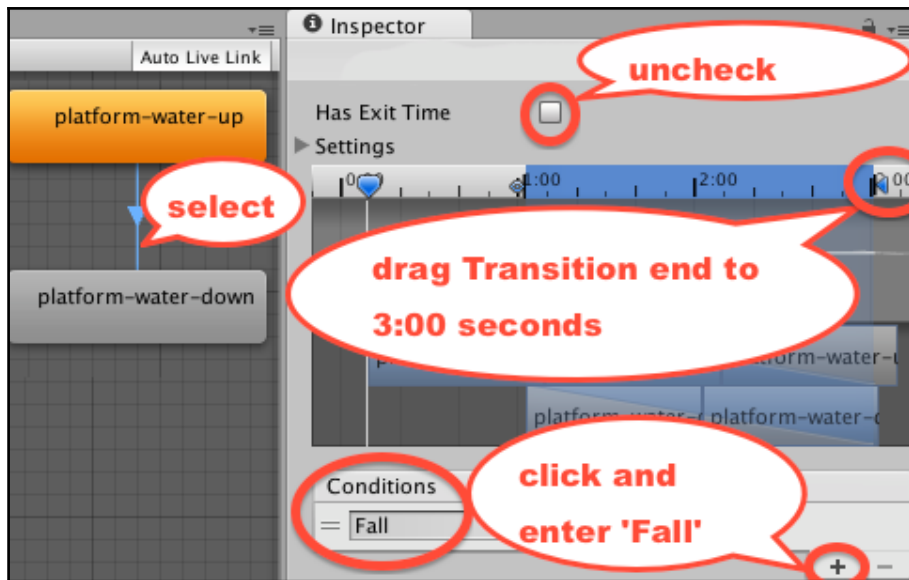 Inspector
Auto Live Link
uncheck
platform-water-up
Has Exit Time
Settings
1:00
2:00
select
drag Transition end to
3:00 seconds
platform-water-down
Conditions
click and
enter 'Fall'
Fall